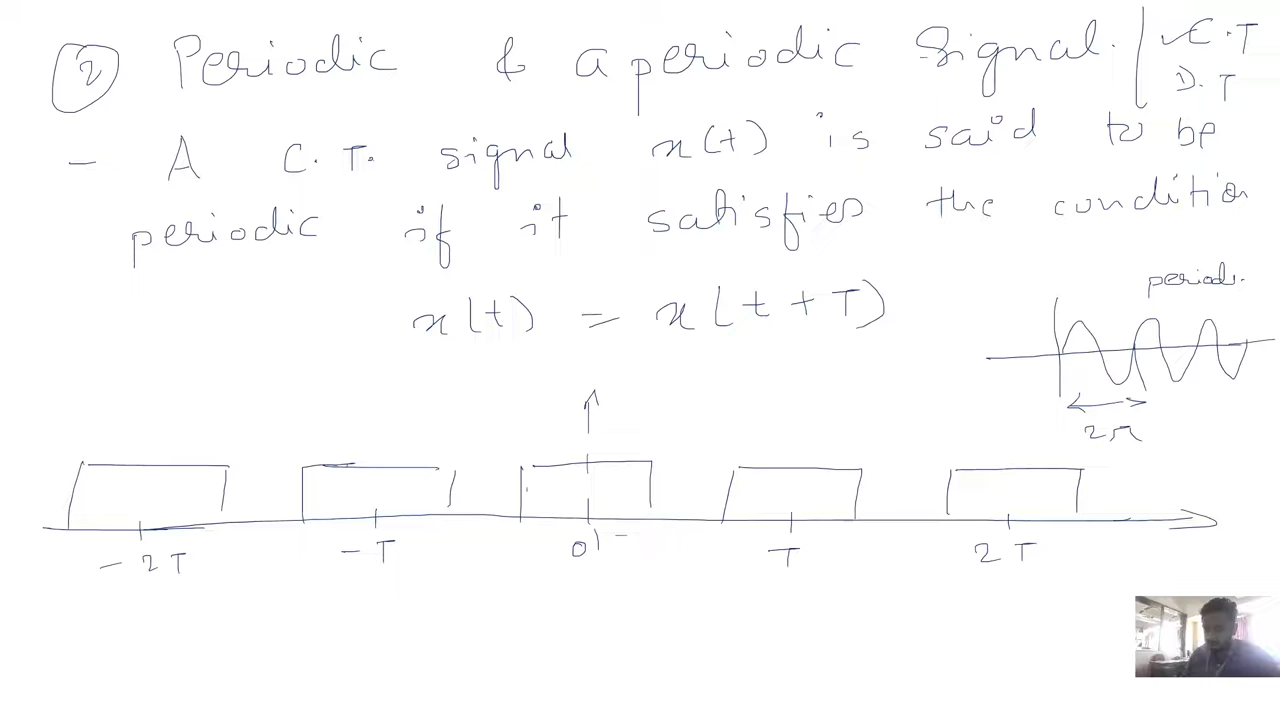 2 Periodic & aperiodic Signal. C.T
D.T
- A C.T. signal x(t) is said to be
periodic if it satisfies the condition
x(t) = x(t+T)
2π
-2T -T 0 T 2T